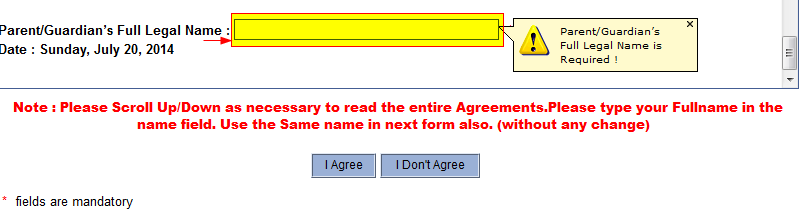 Parent/Guardian's Full Legal Name :
Date : Sunday, July 20, 2014
Parent/Guardian's
Full Legal Name is
Required !
Note : Please Scroll Up/Down as necessary to read the entire Agreements.Please type your Fullname in the
name field. Use the Same name in next form also. (without any change)
I Agree I Don't Agree
* fields are mandatory